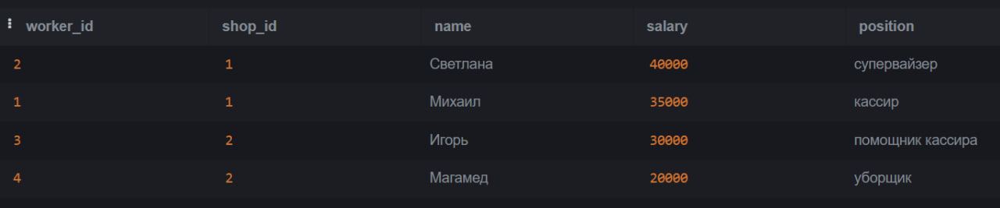 worker_id shop_id name salary position
2 1 Светлана 40000 супервайзер
1 1 Михаил 35000 кассир
3 2 Игорь 30000 помощник кассира
4 2 Магамед 20000 уборщик